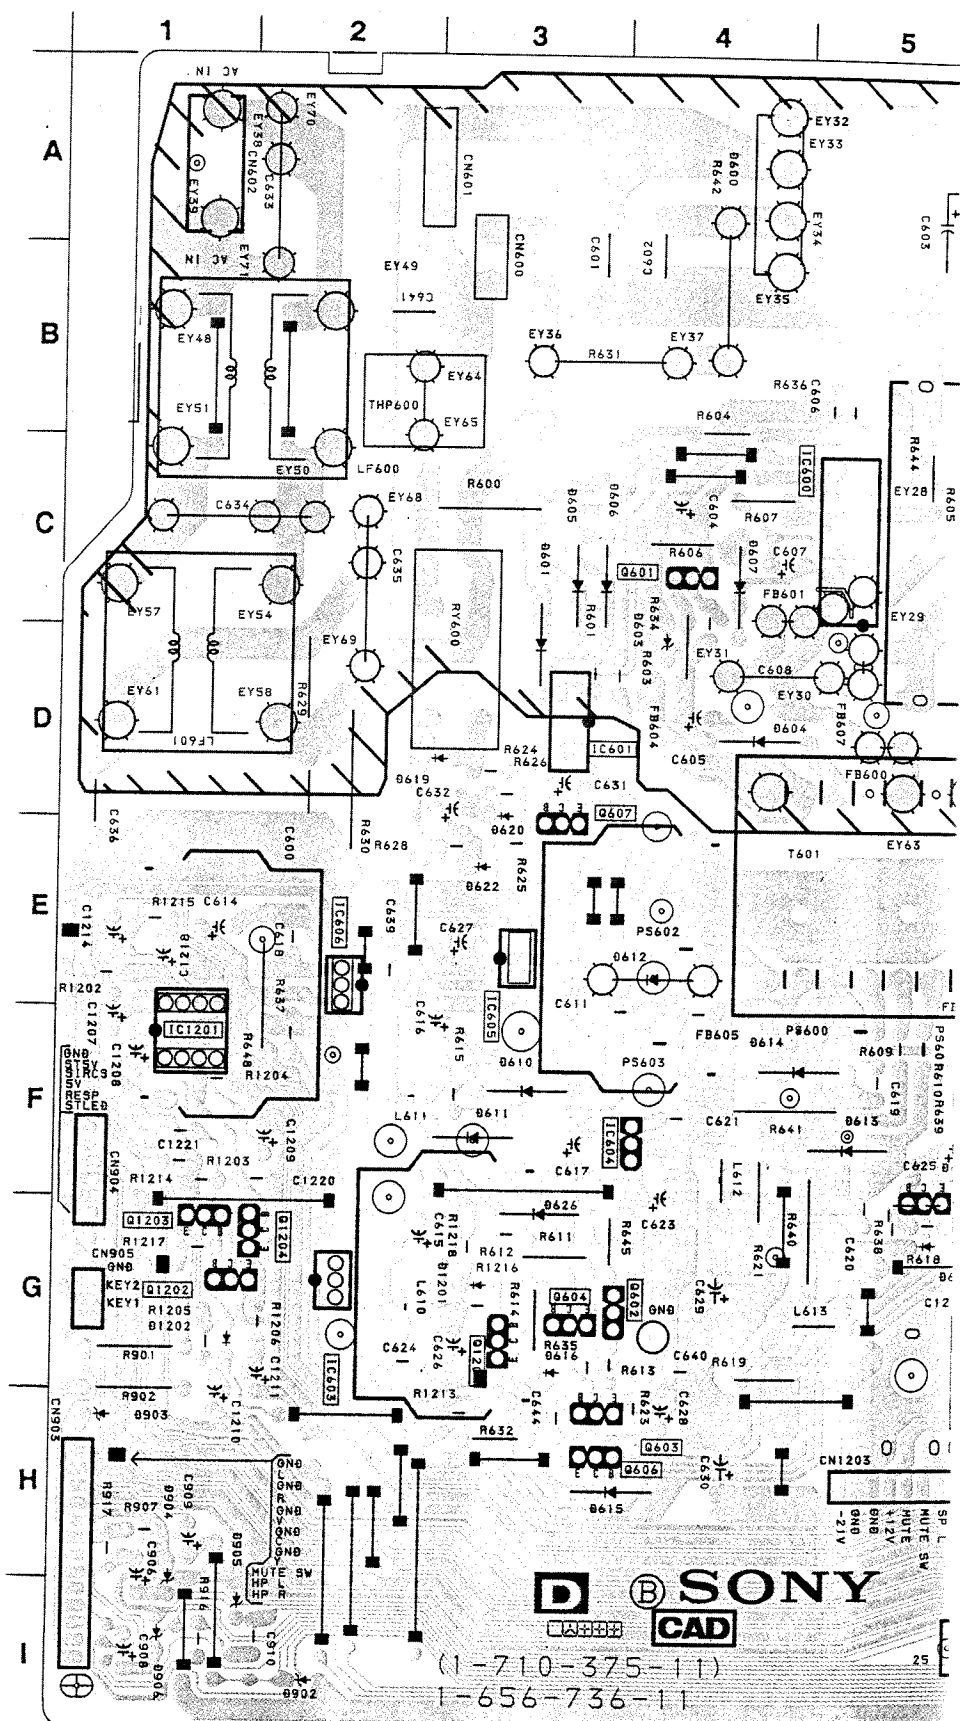 1 2 3 4 5
AC IN
EY70
EY38
CN602
C633
EY39
CN601
EY32
EY33
D600
R642
EY34
C603
A
EY71
AC IN
EY49
CN600
C601
C602
EY35
C641
B
EY48
EY36
R631
EY37
EY64
THP600
EY65
EY51
R636
C606
R604
EY50
LF600
R644
IC600
EY28
R605
C
C634
EY68
R600
D605
D606
C604
R607
C635
D601
R606
D607
C607
Q601
FB601
EY57
EY54
RY600
R601
D603
R634
R603
EY29
EY69
EY31
C608
EY30
EY61
EY58
R629
D
LF601
R624
R626
IC601
FB604
C605
D604
FB607
D619
C632
C631
FB600
D620
B C E
Q607
C636
C600
R630
R628
T601
EY63
D622
R625
E
R1215
C614
C1214
C1218
C618
IC606
C639
C627
PS602
D612
R1202
R637
C611
C1207
IC1201
C616
IC605
FB605
PS600
D614
R615
R648
R1204
D610
PS603
R609
PS601
R610
R639
GND
ST5V
SIRCS
5V
RESP
STLED
C1208
F
C619
L611
D611
C621
R641
D613
C1221
C1209
IC604
CN904
R1203
R1214
C1220
C617
L612
C625
Q1203
E C B
Q1204
B C E
D626
C623
R1217
C615
R1218
R611
R645
R640
R638
CN905
GND
KEY2
KEY1
Q1202
R612
R1216
R621
C620
R618
G
R1205
D1202
D1201
L610
R614
Q604
B C E
Q602
GND
C629
L613
R1206
R901
IC603
C624
C626
R635
D616
R613
C640
R619
C1211
R902
R1213
CN903
D903
C1210
C644
B C E
R623
C628
R632
Q603
E C B
Q606
C630
CN1203
H
R917
R907
D904
C909
GND
L
GND
R
GND
V
GND
C
GND
Y
D615
-21V
GND
GND
+12V
MUTE
MUTE SW
SP L
D905
C906
MUTE SW
HP L
HP R
R916
D B SONY
CAD
I
C908
D906
C910
D902
25
(1-710-375-11)
1-656-736-11